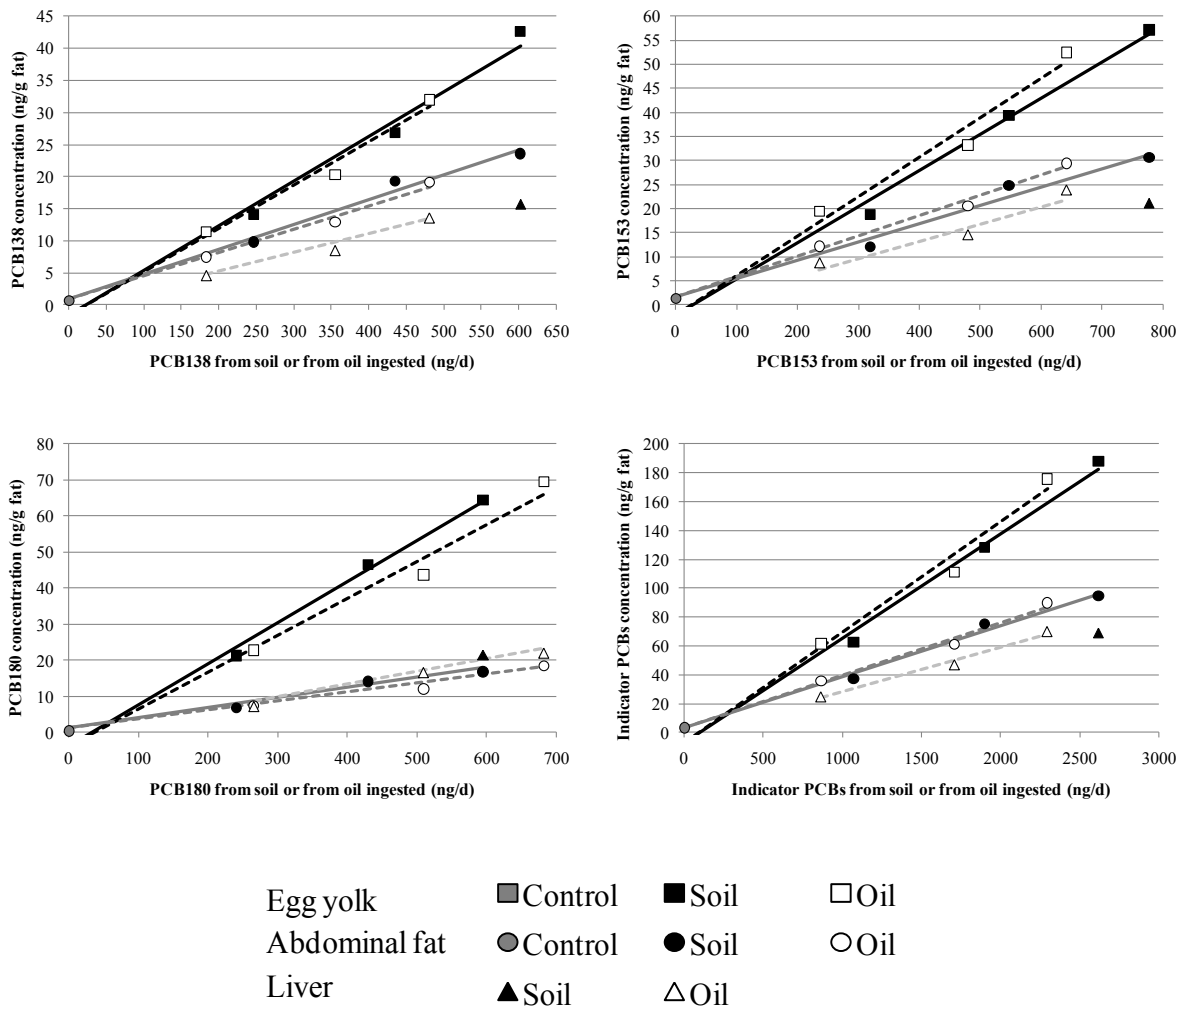 PCB138 concentration (ng/g fat)
45
40
35
30
25
20
15
10
5
0
0 50 100 150 200 250 300 350 400 450 500 550 600 650
PCB138 from soil or from oil ingested (ng/d)
PCB153 concentration (ng/g fat)
60
55
50
45
40
35
30
25
20
15
10
5
0
0 100 200 300 400 500 600 700 800
PCB153 from soil or from oil ingested (ng/d)
PCB180 concentration (ng/g fat)
80
70
60
50
40
30
20
10
0
0 100 200 300 400 500 600 700
PCB180 from soil or from oil ingested (ng/d)
Indicator PCBs concentration (ng/g fat)
200
180
160
140
120
100
80
60
40
20
0
0 500 1000 1500 2000 2500 3000
Indicator PCBs from soil or from oil ingested (ng/d)
Egg yolk Control Soil Oil
Abdominal fat Control Soil Oil
Liver Soil Oil